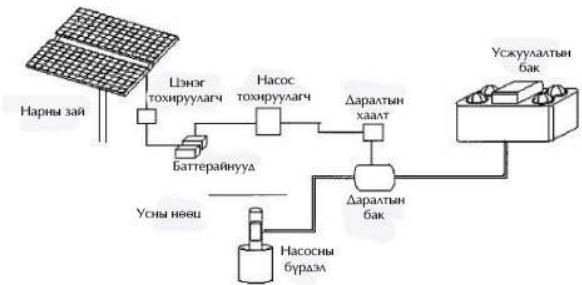 Нарны зай
Цэнэг
тохируулагч
Баттерайнууд
Насос
тохируулагч
Даралтын
хаалт
Усжуулалтын
бак
Усны нөөц
Насосны
бүрдэл
Даралтын
бак